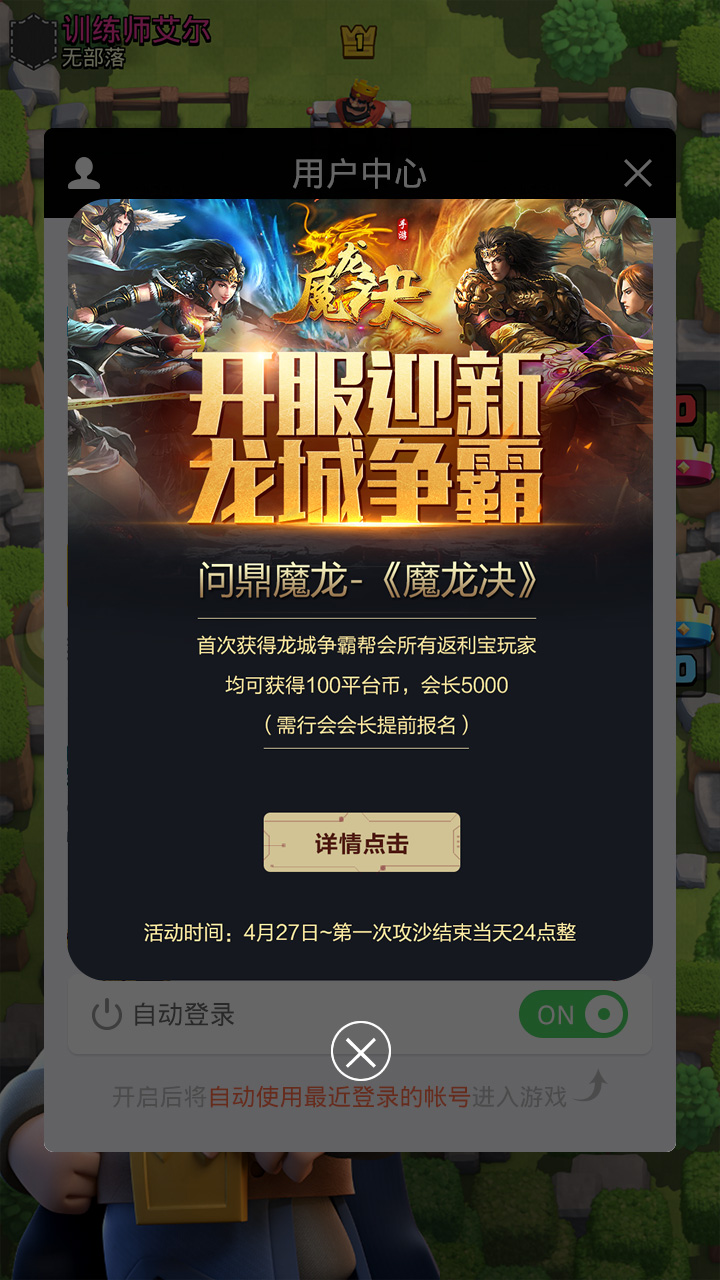 训练师艾尔
无部落
1
用户中心
手游
魔龙决
开服迎新
龙城争霸
问鼎魔龙-《魔龙决》
首次获得龙城争霸帮会所有返利宝玩家
均可获得100平台币，会长5000
（需行会会长提前报名）
详情点击
活动时间：4月27日~第一次攻沙结束当天24点整
自动登录
ON
开启后将自动使用最近登录的帐号进入游戏
0
0